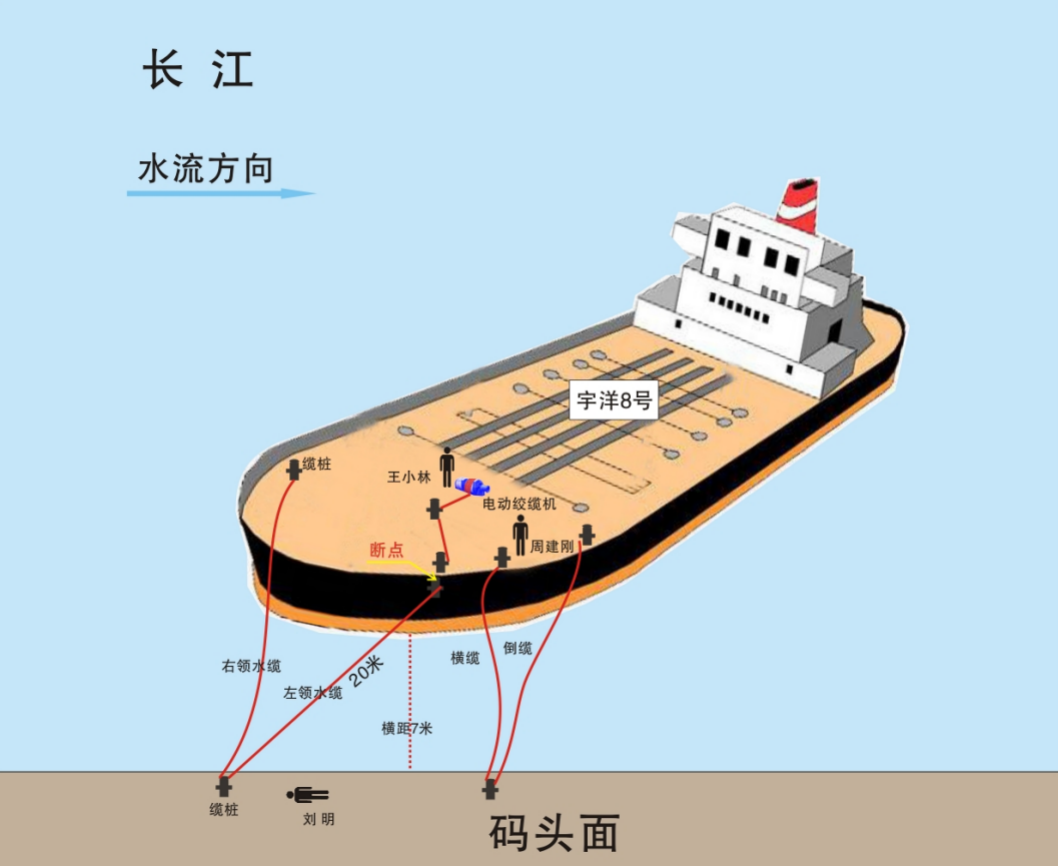 长 江
水流方向
宇洋8号
缆桩
王小林
电动绞缆机
断点
周建刚
倒缆
横缆
右领水缆
20米
左领水缆
横距7米
缆桩
刘 明
码头面